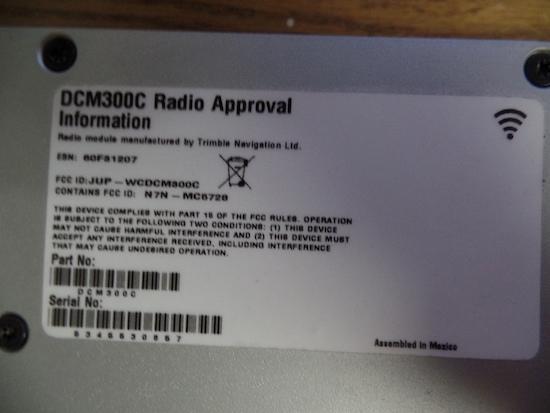 DCM300C Radio Approval
Information
Radio module manufactured by Trimble Navigation Ltd.
ESN: 60F81207
FCC ID: JUP - WCDCM300C
CONTAINS FCC ID: N7N - MC5728
THIS DEVICE COMPLIES WITH PART 15 OF THE FCC RULES. OPERATION
IS SUBJECT TO THE FOLLOWING TWO CONDITIONS: (1) THIS DEVICE
MAY NOT CAUSE HARMFUL INTERFERENCE AND (2) THIS DEVICE MUST
ACCEPT ANY INTERFERENCE RECEIVED, INCLUDING INTERFERENCE
THAT MAY CAUSE UNDESIRED OPERATION.
Part No:
DCM300C
Serial No:
5346530857
Assembled in Mexico